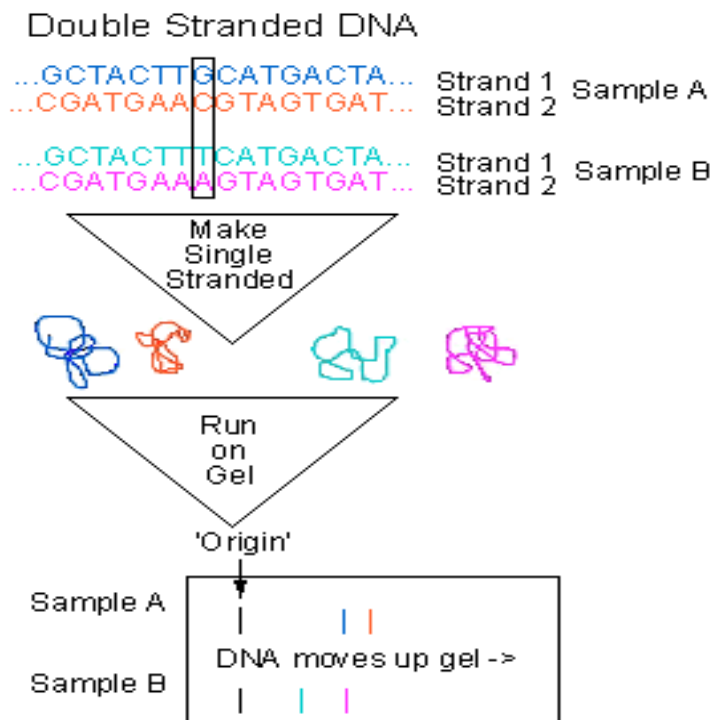 Double Stranded DNA
...GCTACTTGCATGACTA... Strand 1 Sample A
...CGATGAACGTAGTGAT... Strand 2
...GCTACTTTCATGACTA... Strand 1 Sample B
...CGATGAAAGTAGTGAT... Strand 2
Make
Single
Stranded
Run
on
Gel
'Origin'
Sample A
DNA moves up gel ->
Sample B